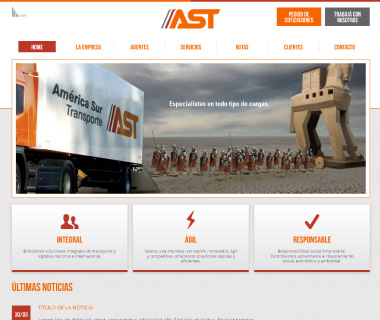 AST
PEDIDO DE
COTIZACIONES
TRABAJÁ CON
NOSOTROS
HOME
LA EMPRESA
AGENTES
SERVICIOS
RUTAS
CLIENTES
CONTACTO
América Sur
Transporte
AST
Especialistas en todo tipo de cargas.
INTEGRAL
Brindamos soluciones integrales de transporte y
logística nacional e internacional.
ÁGIL
Somos una empresa con espíritu innovador, ágil
y competitivo, ofreciendo soluciones rápidas y
eficientes.
RESPONSABLE
Responsabilidad Social Empresaria.
Contribuimos activamente al mejoramiento
social, económico y ambiental.
ÚLTIMAS NOTICIAS
30/03
TÍTULO DE LA NOTICIA